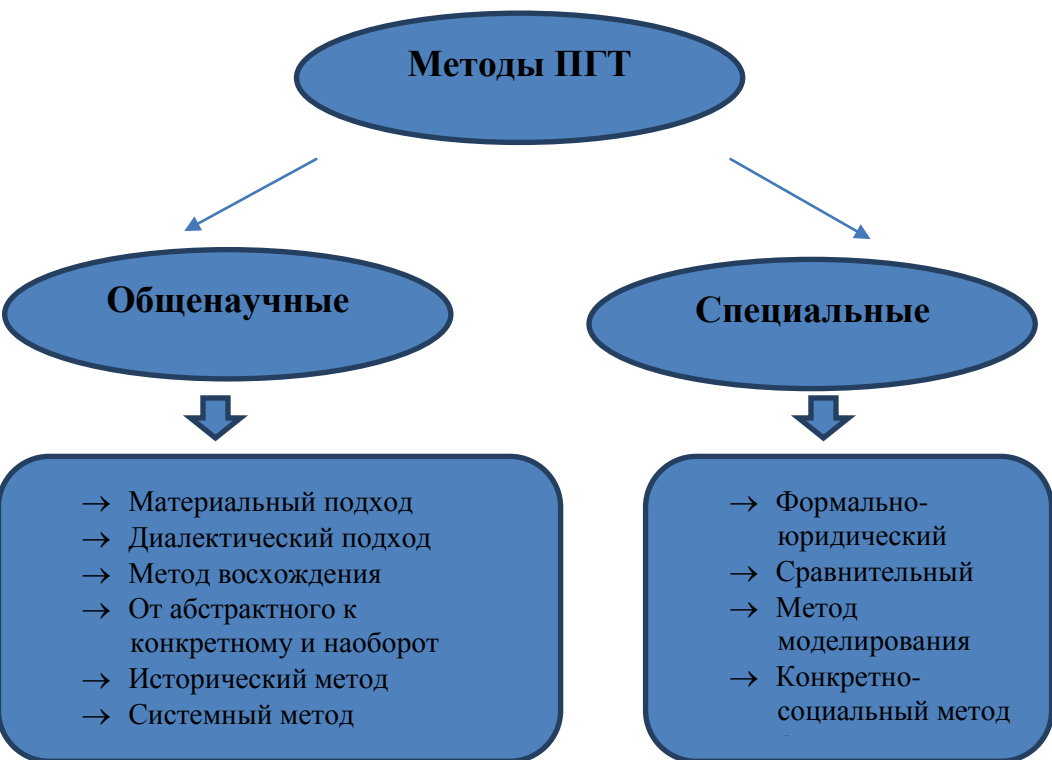 Методы ПГТ
Общенаучные
Специальные
→ Материальный подход
→ Диалектический подход
→ Метод восхождения
→ От абстрактного к
конкретному и наоборот
→ Исторический метод
→ Системный метод
→ Формально-
юридический
→ Сравнительный
→ Метод
моделирования
→ Конкретно-
социальный метод